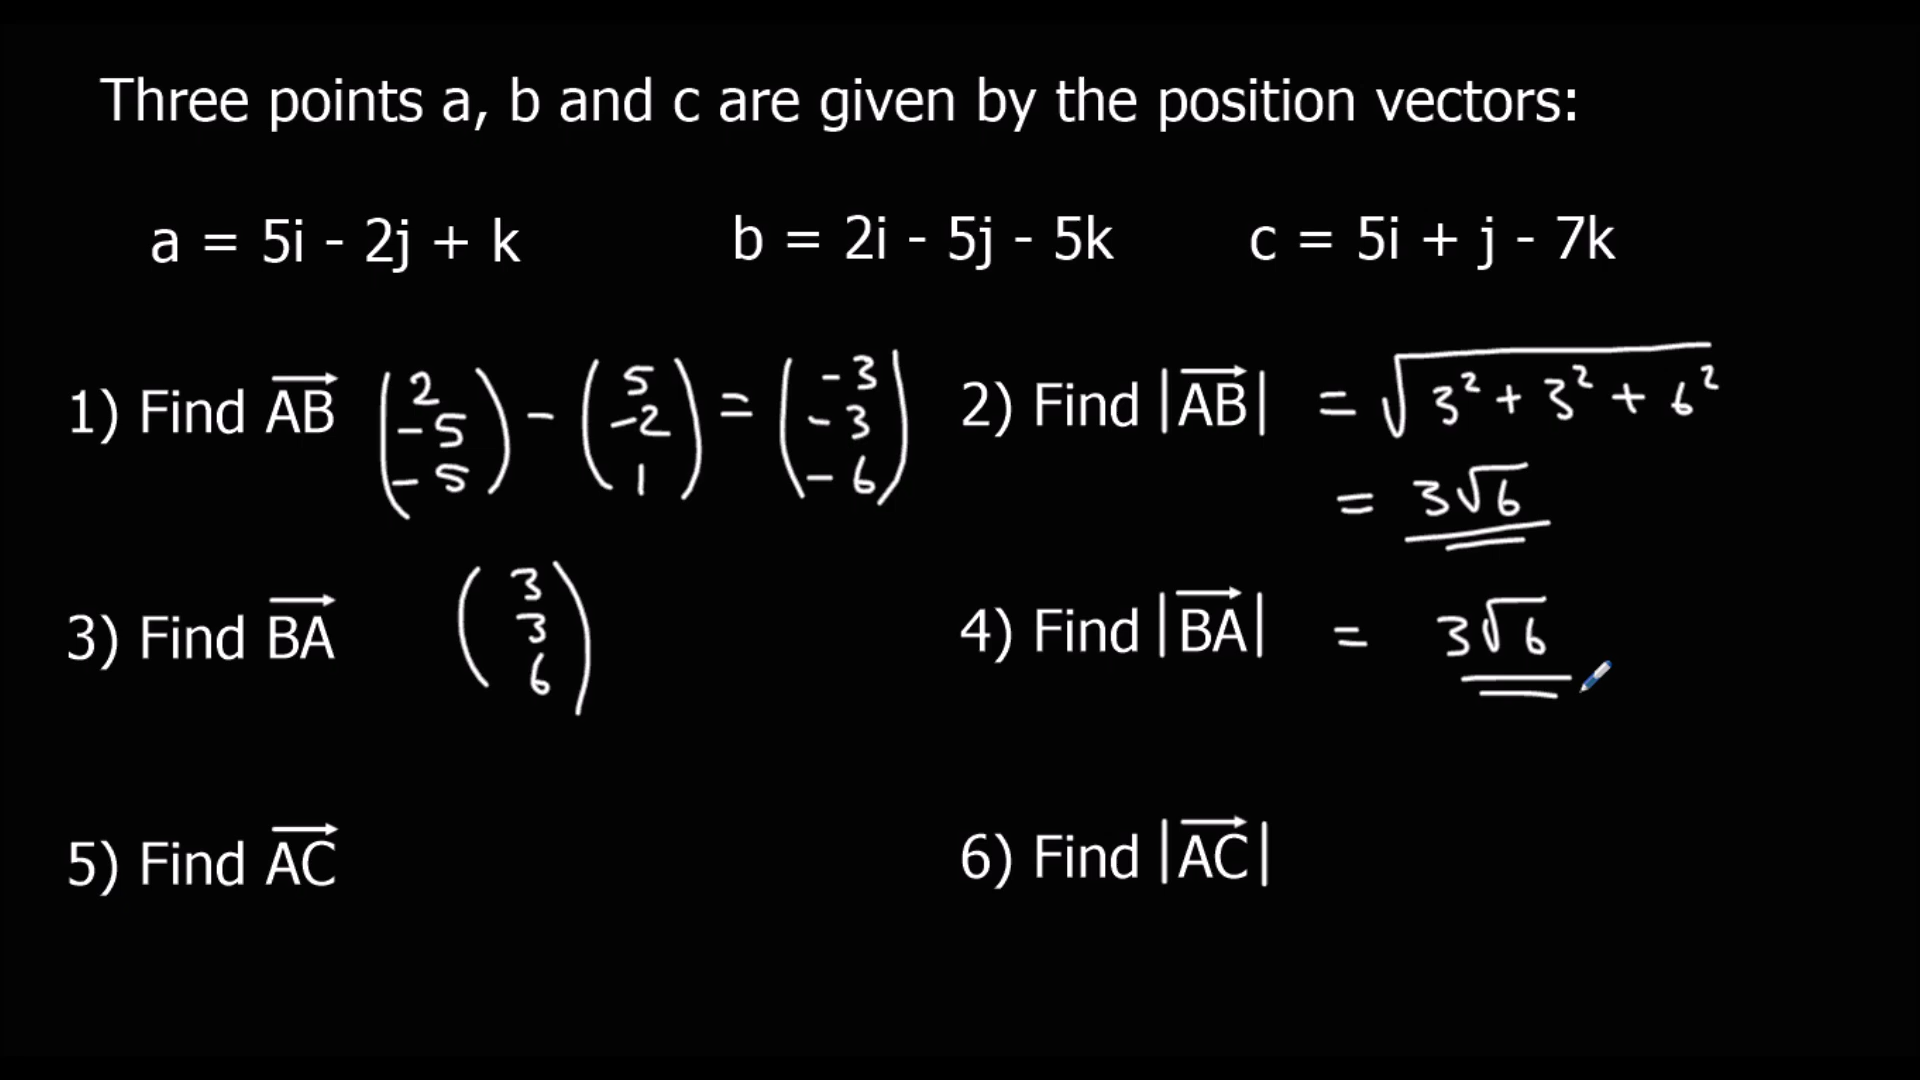 Three points a, b and c are given by the position vectors:
a = 5i - 2j + k b = 2i - 5j - 5k c = 5i + j - 7k
1) Find AB (2 -5 -5) - (5 -2 1) = (-3 -3 -6)
2) Find |AB| = √3² + 3² + 6²
= 3√6
3) Find BA (3 3 6)
4) Find |BA| = 3√6
5) Find AC
6) Find |AC|